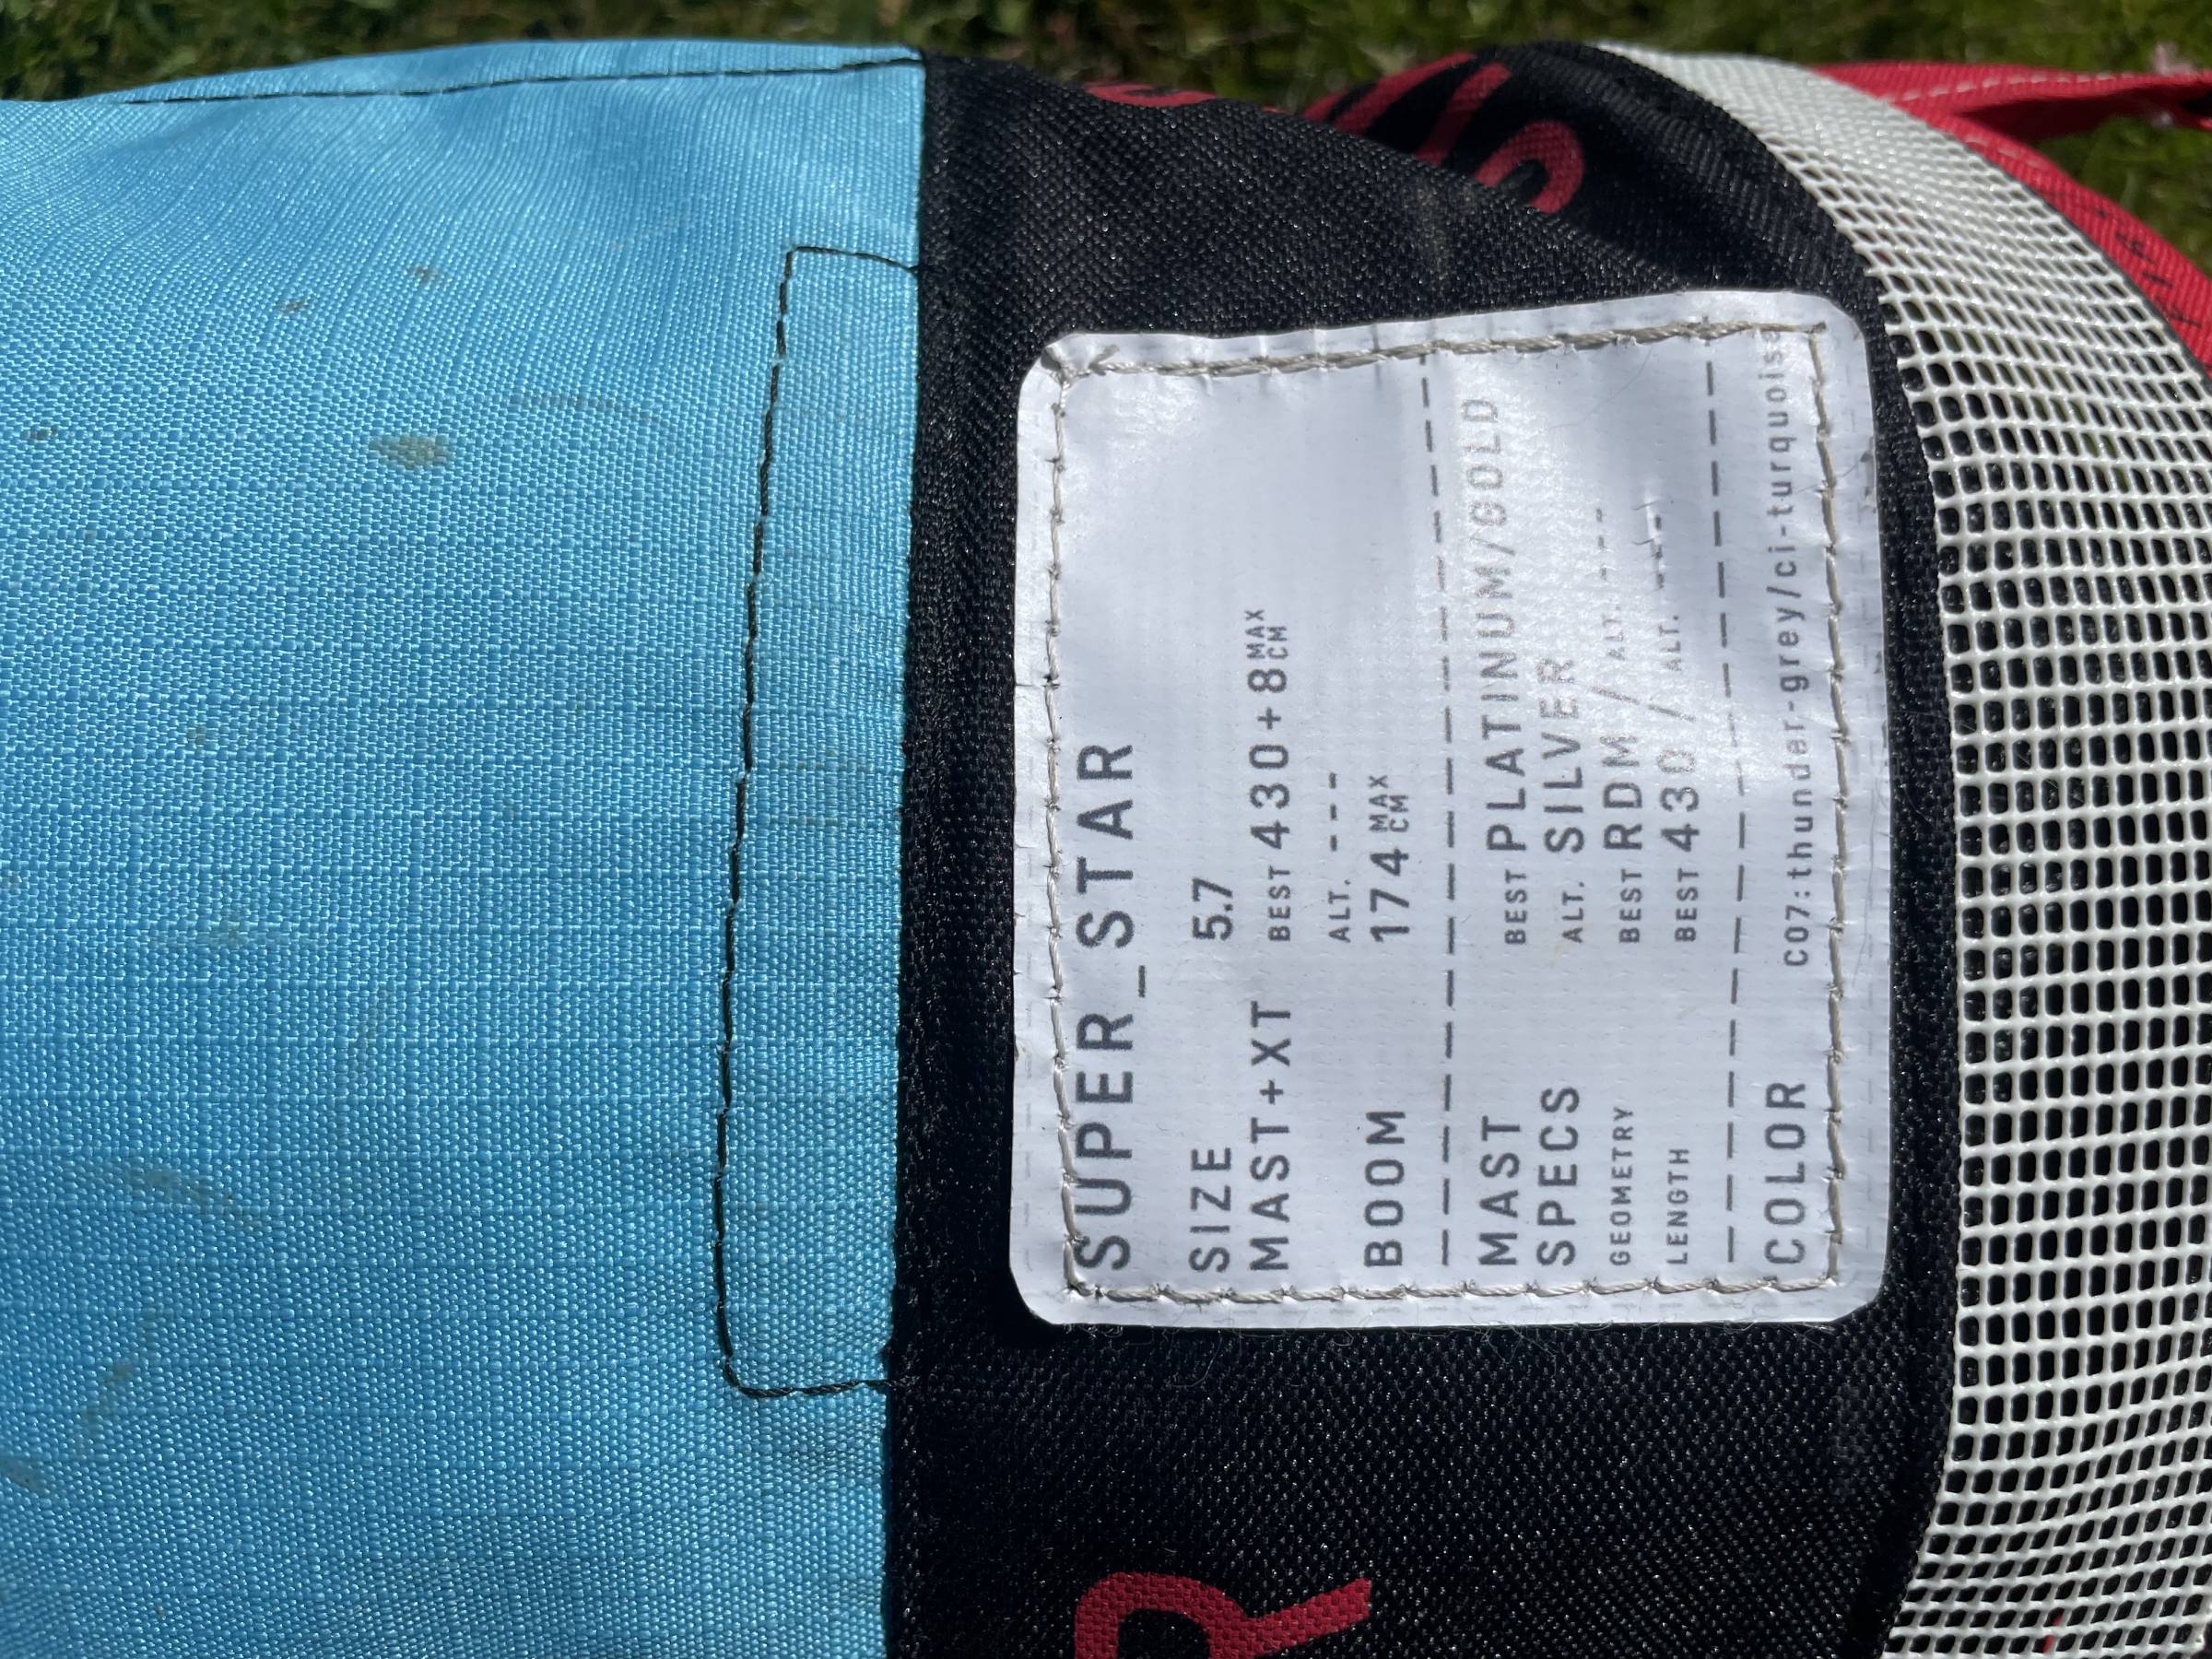 SUPER_STAR
SIZE 5.7
MAST+XT BEST 430+8 MAX CM
ALT. ---
BOOM 174 MAX CM
MAST BEST PLATINUM/GOLD
SPECS ALT. SILVER
GEOMETRY BEST RDM / ALT. ---
LENGTH BEST 430 / ALT. ---
COLOR C07:thunder-grey/ci-turquoise
R